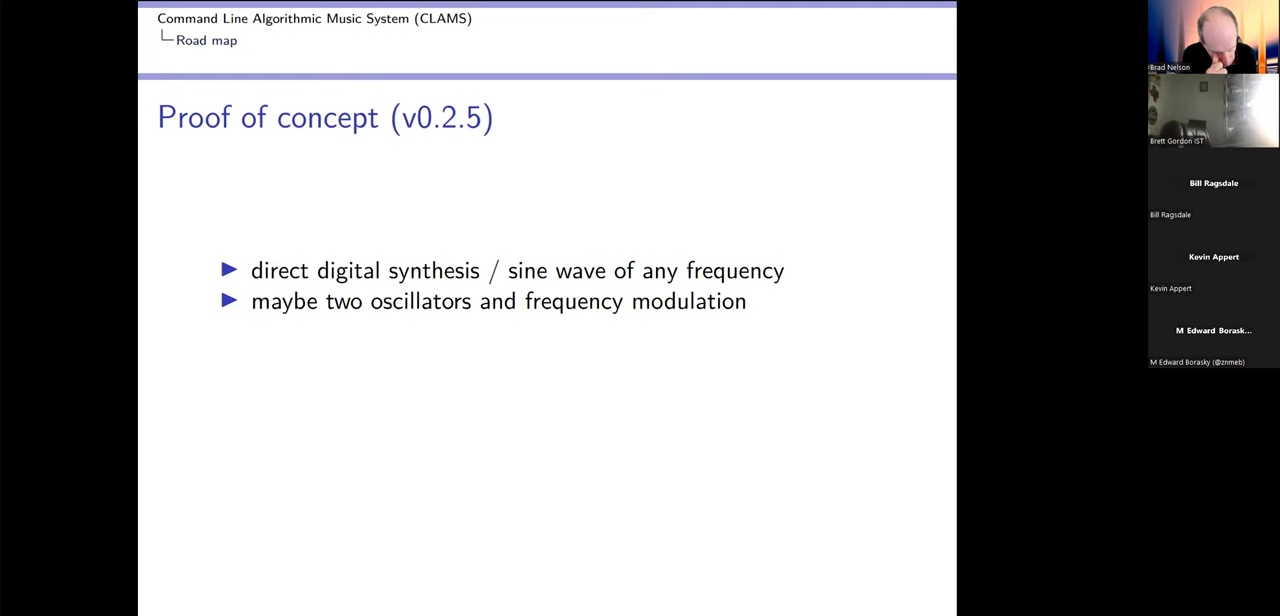 Command Line Algorithmic Music System (CLAMS)
Road map
Proof of concept (v0.2.5)
direct digital synthesis / sine wave of any frequency
maybe two oscillators and frequency modulation
Brad Nelson
Brett Gordon IST
Bill Ragsdale
Bill Ragsdale
Kevin Appert
Kevin Appert
M Edward Borask...
M Edward Borasky (@znmeb)